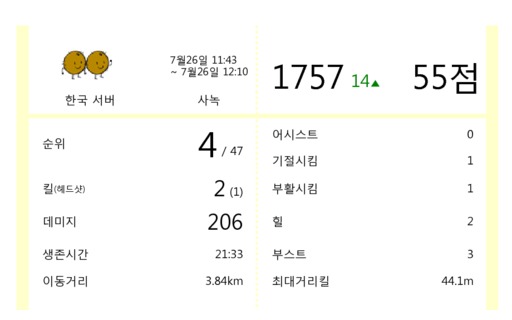 7월26일 11:43
~ 7월26일 12:10
한국 서버 사녹
1757 14▲ 55점
순위 4 / 47
킬(헤드샷) 2 (1)
데미지 206
생존시간 21:33
이동거리 3.84km
어시스트 0
기절시킴 1
부활시킴 1
힐 2
부스트 3
최대거리킬 44.1m